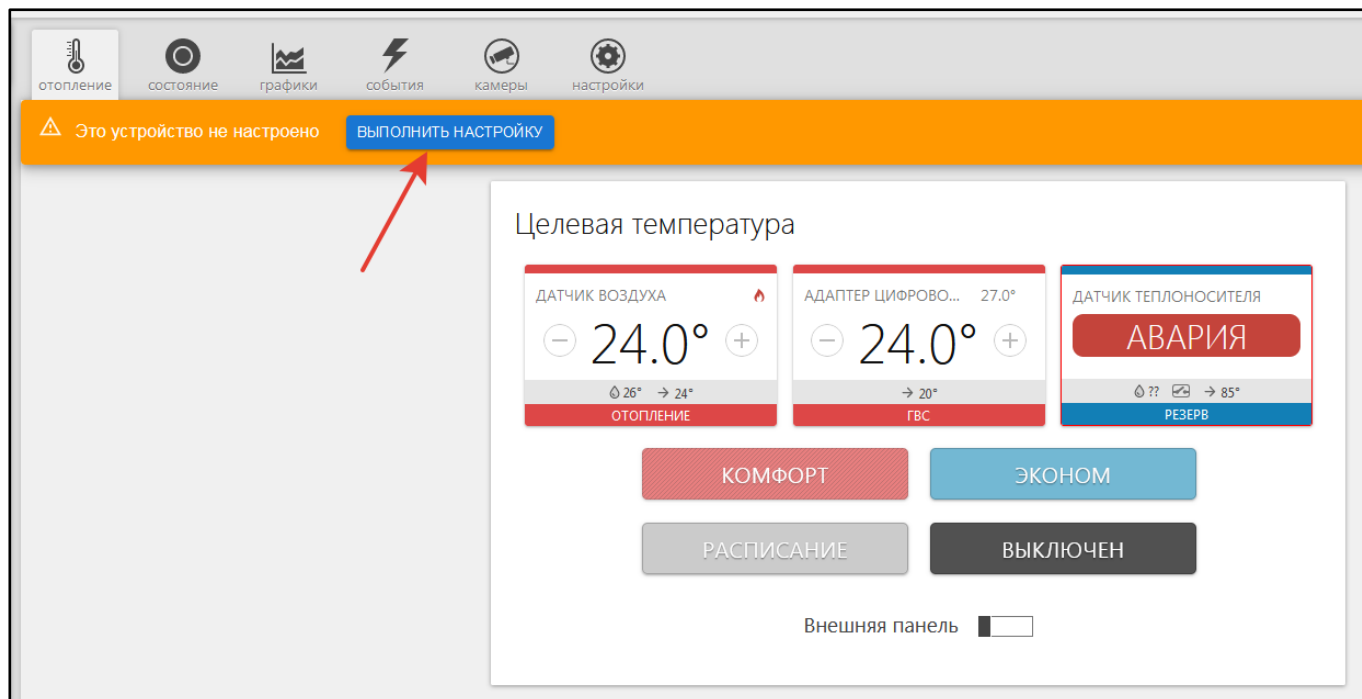 отопление состояние графики события камеры настройки
Это устройство не настроено ВЫПОЛНИТЬ НАСТРОЙКУ
Целевая температура
ДАТЧИК ВОЗДУХА
24.0°
26° → 24°
ОТОПЛЕНИЕ
АДАПТЕР ЦИФРОВО... 27.0°
24.0°
→ 20°
ГВС
ДАТЧИК ТЕПЛОНОСИТЕЛЯ
АВАРИЯ
?? → 85°
РЕЗЕРВ
КОМФОРТ ЭКОНОМ
РАСПИСАНИЕ ВЫКЛЮЧЕН
Внешняя панель